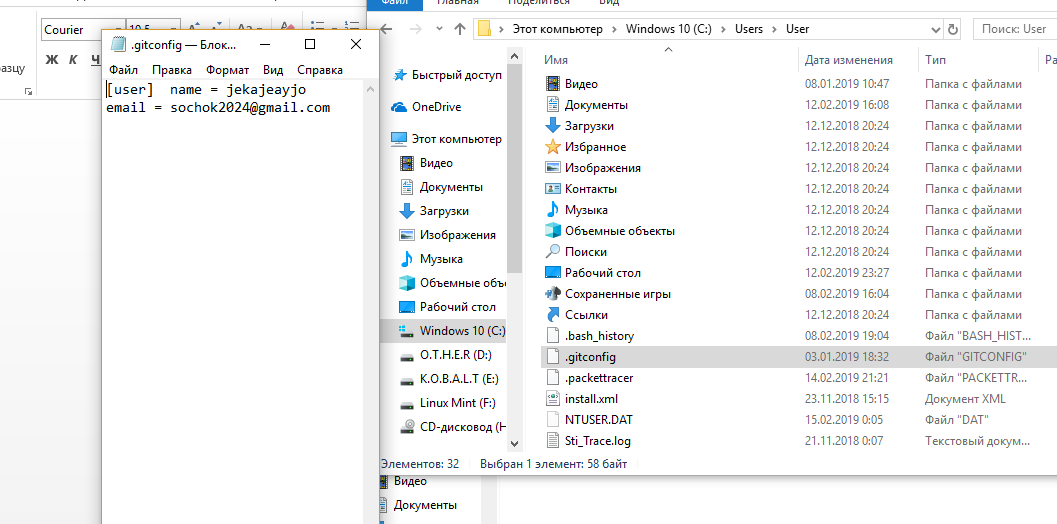 Файл
Главная
Поделиться
Вид
Courier
10,5
Ж К Ч
разцу
.gitconfig — Блок...
Файл Правка Формат Вид Справка
[user]  name = jekajeayjo
email = sochok2024@gmail.com
Этот компьютер > Windows 10 (C:) > Users > User
Поиск: User
Быстрый доступ
OneDrive
Этот компьютер
Видео
Документы
Загрузки
Изображения
Музыка
Объемные объе
Рабочий стол
Windows 10 (C:)
O.T.H.E.R (D:)
K.O.B.A.L.T (E:)
Linux Mint (F:)
CD-дисковод (H
Имя Дата изменения Тип Ра
Видео 08.01.2019 10:47 Папка с файлами
Документы 12.02.2019 16:08 Папка с файлами
Загрузки 12.12.2018 20:24 Папка с файлами
Избранное 12.12.2018 20:24 Папка с файлами
Изображения 12.12.2018 20:24 Папка с файлами
Контакты 12.12.2018 20:24 Папка с файлами
Музыка 12.12.2018 20:24 Папка с файлами
Объемные объекты 12.12.2018 20:24 Папка с файлами
Поиски 12.12.2018 20:24 Папка с файлами
Рабочий стол 12.02.2019 23:27 Папка с файлами
Сохраненные игры 08.02.2019 16:04 Папка с файлами
Ссылки 12.12.2018 20:24 Папка с файлами
.bash_history 08.02.2019 19:04 Файл "BASH_HIST...
.gitconfig 03.01.2019 18:32 Файл "GITCONFIG"
.packettracer 14.02.2019 21:21 Файл "PACKETTR...
install.xml 23.11.2018 15:15 Документ XML
NTUSER.DAT 15.02.2019 0:05 Файл "DAT"
Sti_Trace.log 21.11.2018 0:07 Текстовый докум...
Элементов: 32 Выбран 1 элемент: 58 байт
Видео
Документы